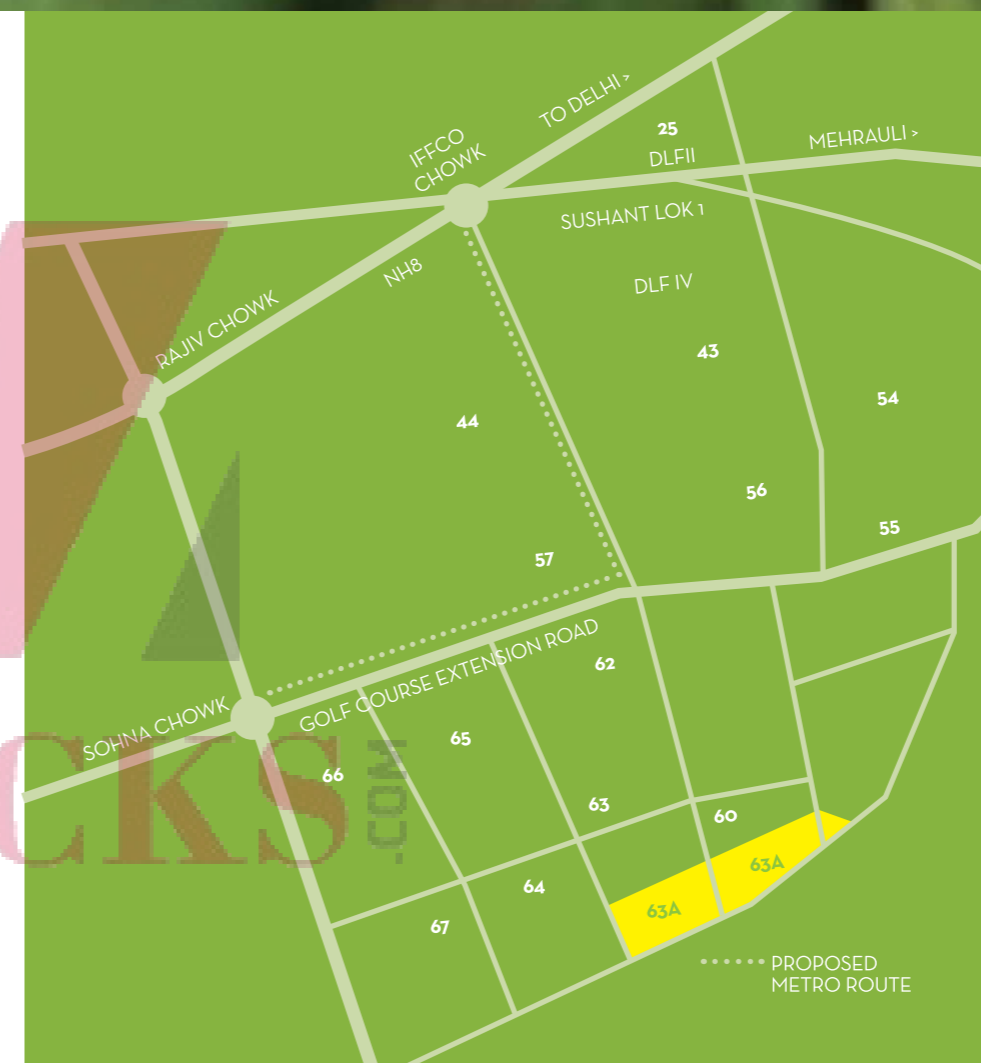 TO DELHI >
IFFCO
CHOWK
25
DLFII
MEHRAULI >
SUSHANT LOK 1
NH8
DLF IV
RAJIV CHOWK
43
54
44
56
55
57
GOLF COURSE EXTENSION ROAD
62
SOHNA CHOWK
65
66
CKS
.COM
63
60
63A
64
63A
67
PROPOSED
METRO ROUTE